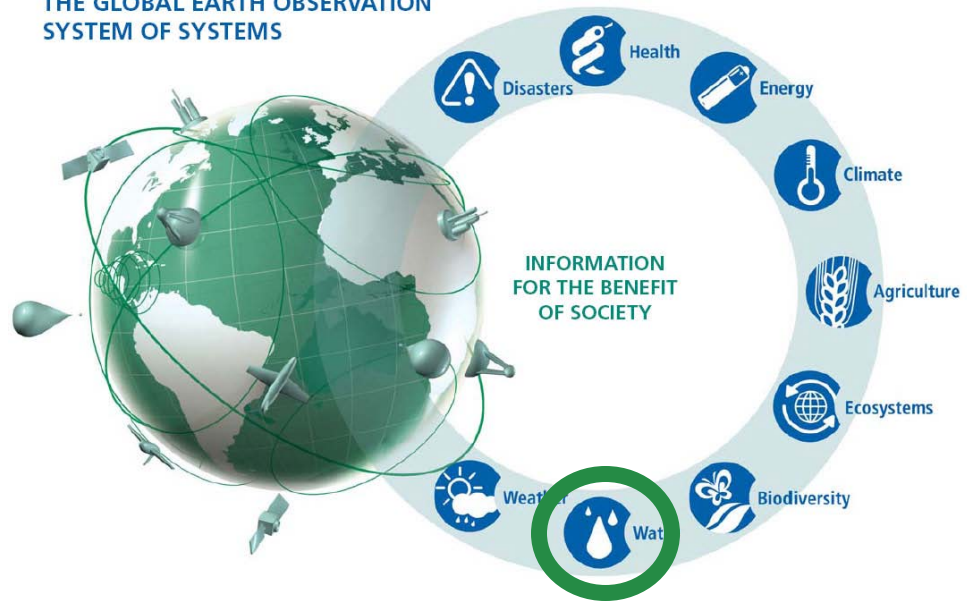 THE GLOBAL EARTH OBSERVATION
SYSTEM OF SYSTEMS
Health
Disasters
Energy
Climate
INFORMATION
FOR THE BENEFIT
OF SOCIETY
Agriculture
Ecosystems
Weather
Biodiversity
Wat